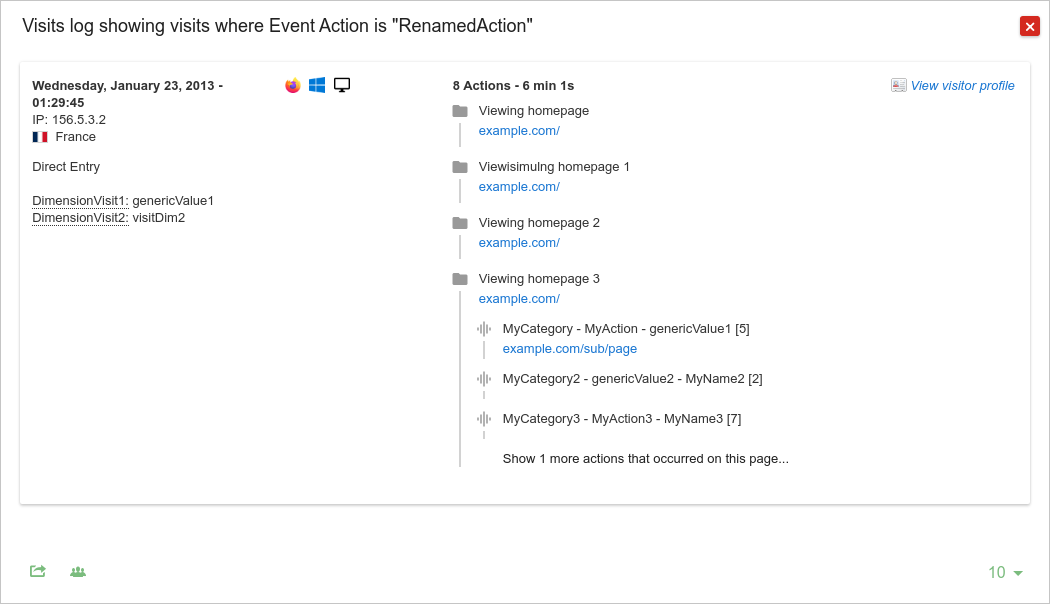 Visits log showing visits where Event Action is "RenamedAction"
Wednesday, January 23, 2013 -
01:29:45
IP: 156.5.3.2
France
Direct Entry
DimensionVisit1: genericValue1
DimensionVisit2: visitDim2
8 Actions - 6 min 1s
View visitor profile
Viewing homepage
example.com/
Viewisimulng homepage 1
example.com/
Viewing homepage 2
example.com/
Viewing homepage 3
example.com/
MyCategory - MyAction - genericValue1 [5]
example.com/sub/page
MyCategory2 - genericValue2 - MyName2 [2]
MyCategory3 - MyAction3 - MyName3 [7]
Show 1 more actions that occurred on this page...
10